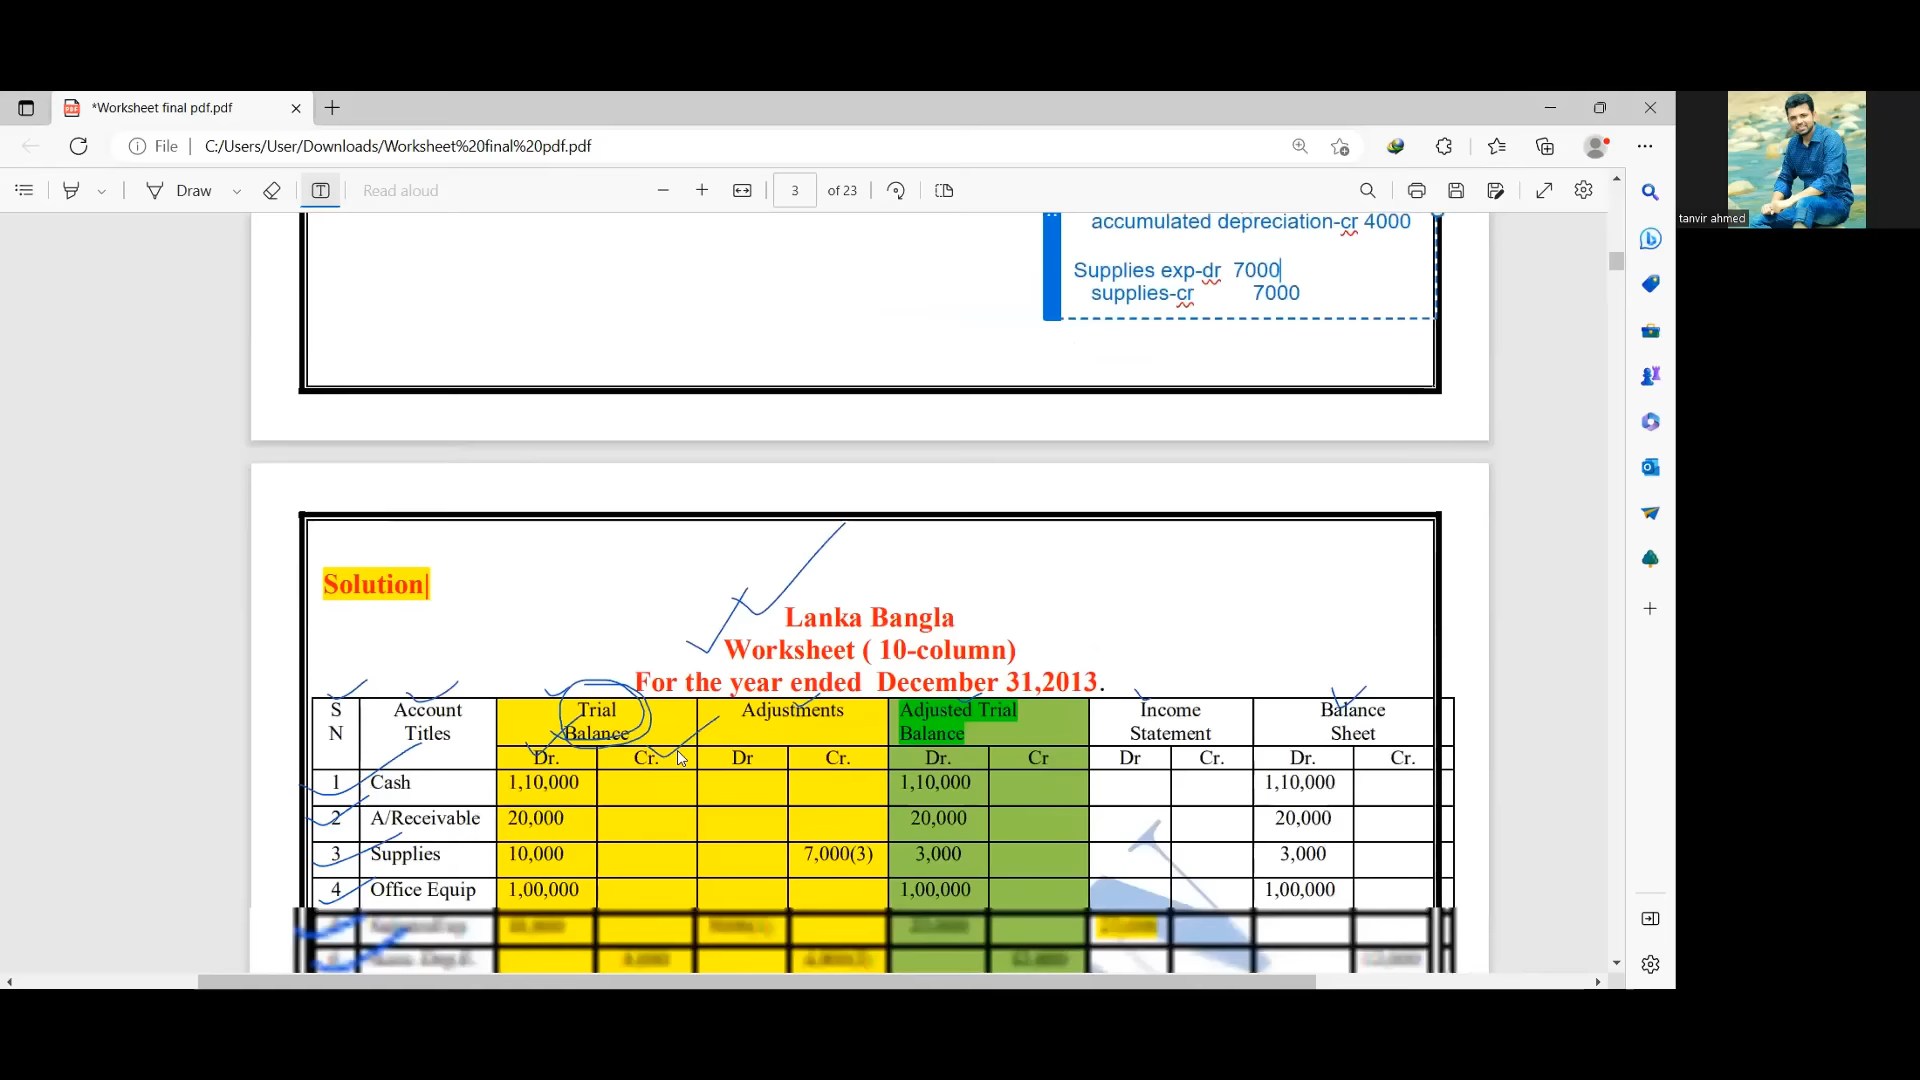 *Worksheet final pdf.pdf
File
C:/Users/User/Downloads/Worksheet%20final%20pdf.pdf
Draw
Read aloud
3 of 23
tanvir ahmed
accumulated depreciation-cr 4000
Supplies exp-dr 7000
supplies-cr 7000
Solution
Lanka Bangla
Worksheet ( 10-column)
For the year ended December 31,2013.
S N Account Titles Trial Balance Adjustments Adjusted Trial Balance Income Statement Balance Sheet
Dr. Cr. Dr Cr. Dr. Cr Dr Cr. Dr. Cr.
1 Cash 1,10,000 1,10,000 1,10,000
2 A/Receivable 20,000 20,000 20,000
3 Supplies 10,000 7,000(3) 3,000 3,000
4 Office Equip 1,00,000 1,00,000 1,00,000